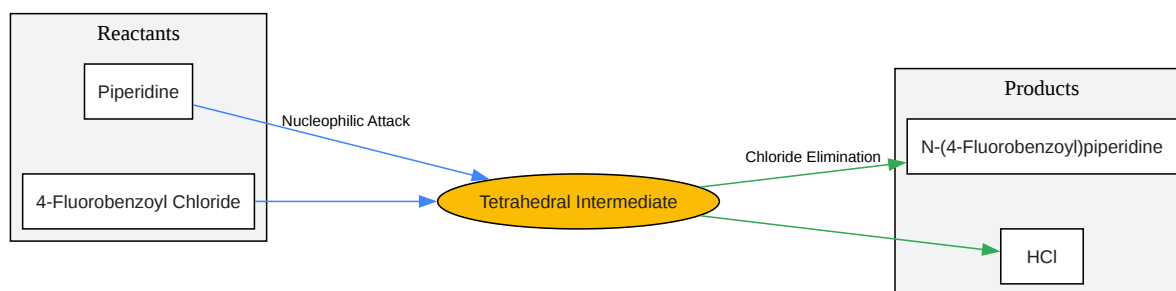 Reactants
Piperidine
4-Fluorobenzoyl Chloride
Nucleophilic Attack
Tetrahedral Intermediate
Chloride Elimination
Products
N-(4-Fluorobenzoyl)piperidine
HCl